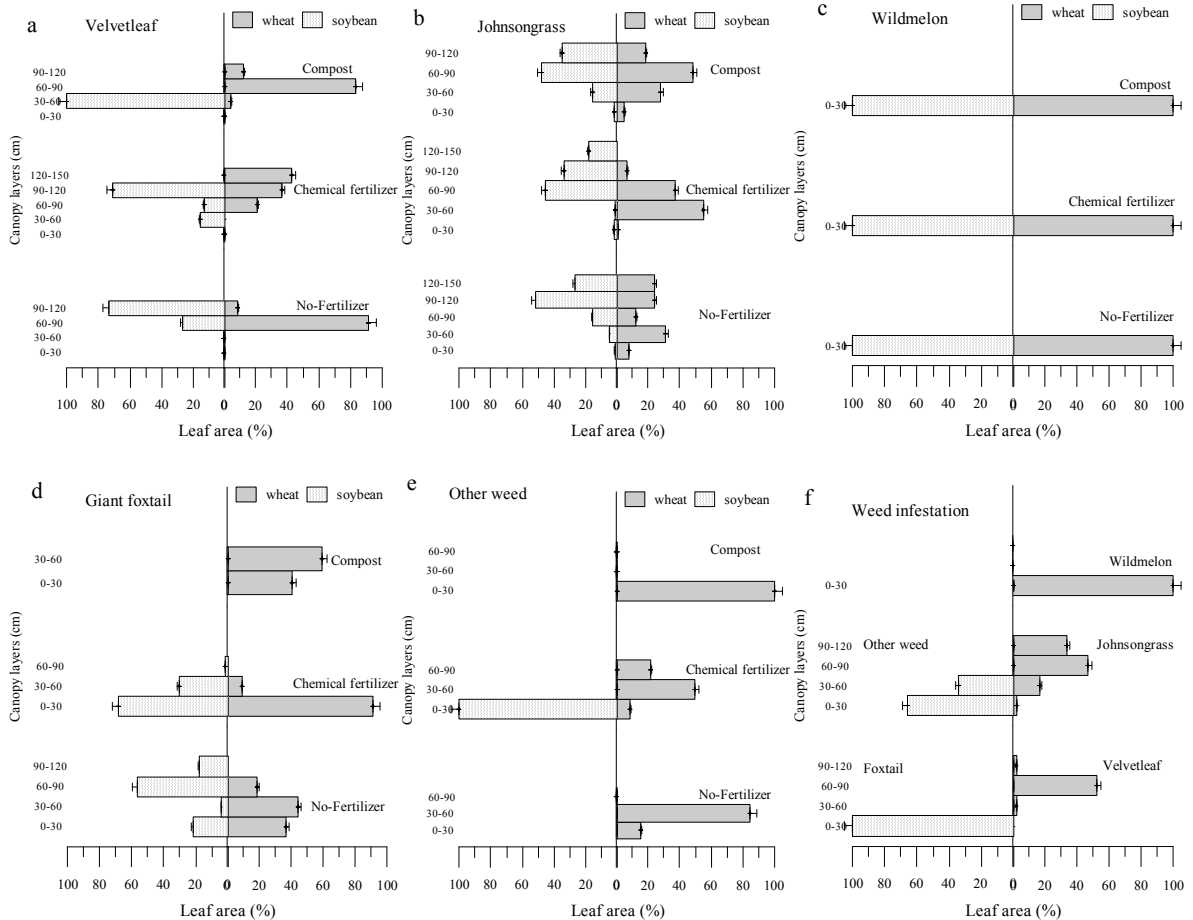 a
Velvetleaf
wheat soybean
Canopy layers (cm)
90-120
60-90
30-60
0-30
Compost
120-150
90-120
60-90
30-60
0-30
Chemical fertilizer
90-120
60-90
30-60
0-30
No-Fertilizer
100 80 60 40 20 0 0 20 40 60 80 100
Leaf area (%)
b
Johnsongrass
Canopy layers (cm)
90-120
60-90
30-60
0-30
Compost
120-150
90-120
60-90
30-60
0-30
Chemical fertilizer
120-150
90-120
60-90
30-60
0-30
No-Fertilizer
100 80 60 40 20 0 0 20 40 60 80 100
Leaf area (%)
c
Wildmelon
wheat soybean
Canopy layers (cm)
0-30
Compost
0-30
Chemical fertilizer
0-30
No-Fertilizer
100 80 60 40 20 0 0 20 40 60 80 100
Leaf area (%)
d
Giant foxtail
wheat soybean
Canopy layers (cm)
30-60
0-30
Compost
60-90
30-60
0-30
Chemical fertilizer
90-120
60-90
30-60
0-30
No-Fertilizer
100 80 60 40 20 0 0 20 40 60 80 100
Leaf area (%)
e
Other weed
wheat soybean
Canopy layers (cm)
60-90
30-60
0-30
Compost
60-90
30-60
0-30
Chemical fertilizer
60-90
30-60
0-30
No-Fertilizer
100 80 60 40 20 0 0 20 40 60 80 100
Leaf area (%)
f
Weed infestation
wheat soybean
Canopy layers (cm)
0-30
Wildmelon
90-120
60-90
30-60
0-30
Other weed
Johnsongrass
90-120
60-90
30-60
0-30
Foxtail
Velvetleaf
100 80 60 40 20 0 0 20 40 60 80 100
Leaf area (%)